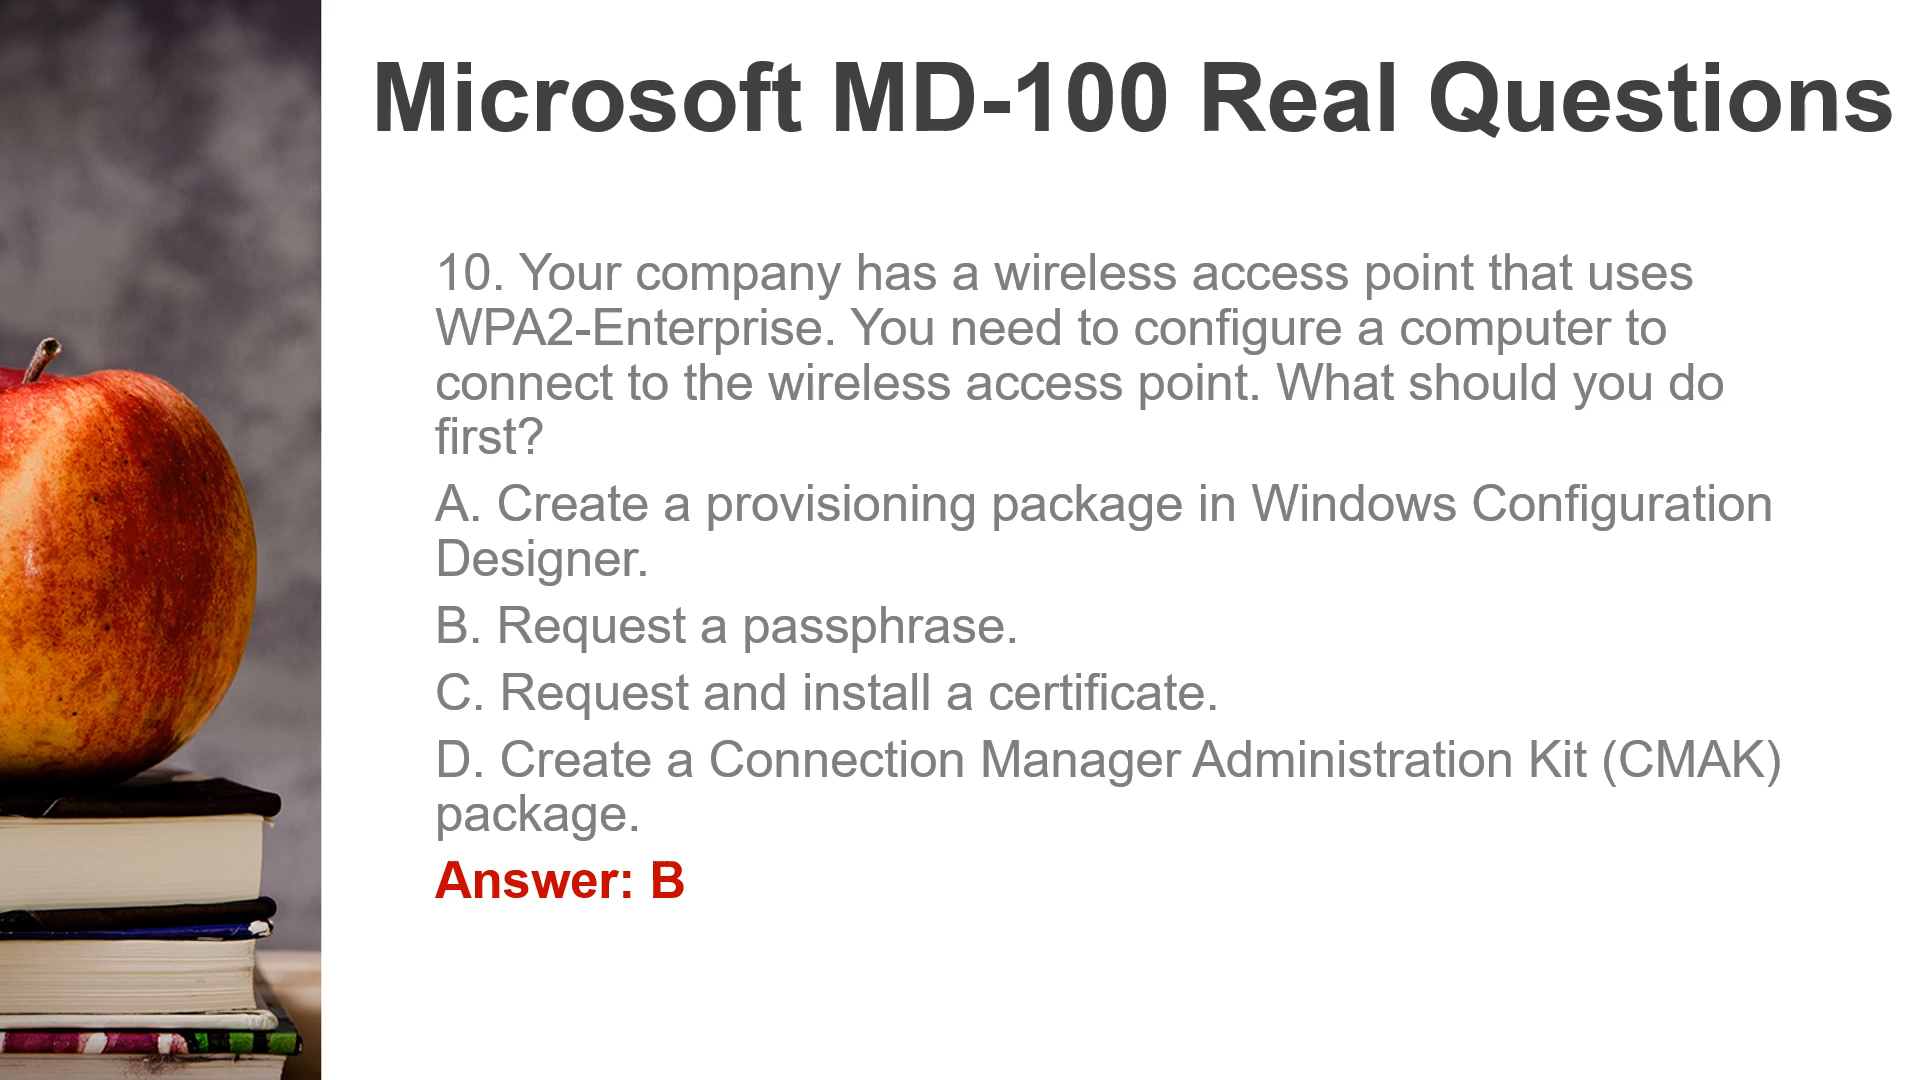 Microsoft MD-100 Real Questions
10. Your company has a wireless access point that uses
WPA2-Enterprise. You need to configure a computer to
connect to the wireless access point. What should you do
first?
A. Create a provisioning package in Windows Configuration
Designer.
B. Request a passphrase.
C. Request and install a certificate.
D. Create a Connection Manager Administration Kit (CMAK)
package.
Answer: B